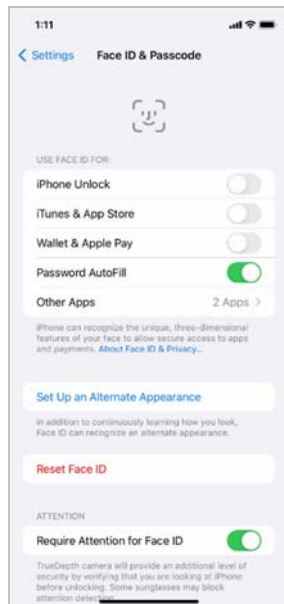 1:11
Settings
Face ID & Passcode
USE FACE ID FOR:
iPhone Unlock
iTunes & App Store
Wallet & Apple Pay
Password AutoFill
Other Apps 2 Apps
iPhone can recognize the unique, three-dimensional
features of your face to allow secure access to apps
and payments. About Face ID & Privacy...
Set Up an Alternate Appearance
In addition to continuously learning how you look,
Face ID can recognize an alternate appearance.
Reset Face ID
ATTENTION
Require Attention for Face ID
TrueDepth camera will provide an additional level of
security by verifying that you are looking at iPhone
before unlocking. Some sunglasses may block
attention detection.